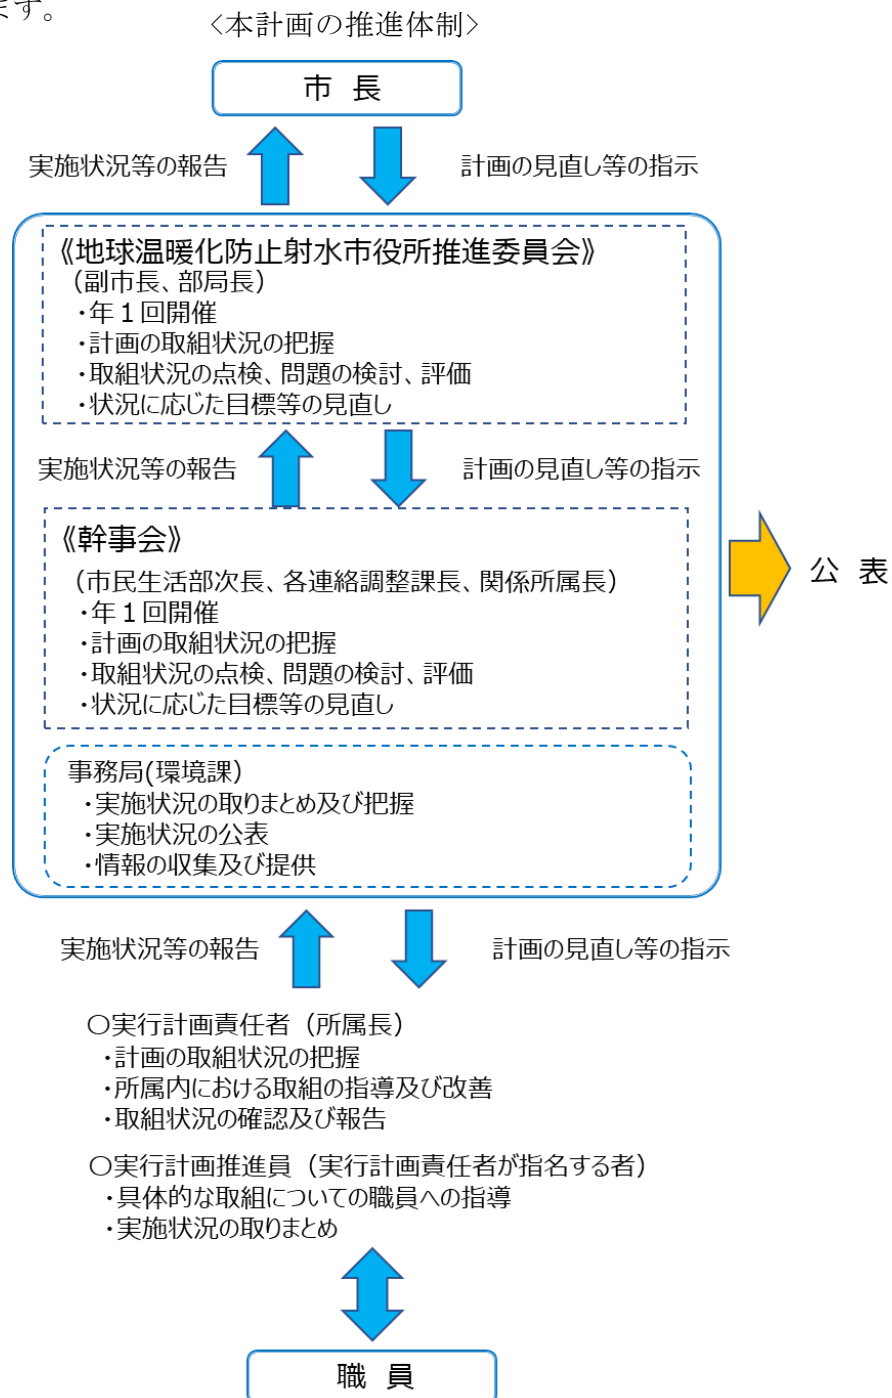 ます。
<本計画の推進体制>
市 長
実施状況等の報告
計画の見直し等の指示
《地球温暖化防止射水市役所推進委員会》
（副市長、部局長）
・年１回開催
・計画の取組状況の把握
・取組状況の点検、問題の検討、評価
・状況に応じた目標等の見直し
実施状況等の報告
計画の見直し等の指示
《幹事会》
（市民生活部次長、各連絡調整課長、関係所属長）
・年１回開催
・計画の取組状況の把握
・取組状況の点検、問題の検討、評価
・状況に応じた目標等の見直し
公 表
事務局(環境課)
・実施状況の取りまとめ及び把握
・実施状況の公表
・情報の収集及び提供
実施状況等の報告
計画の見直し等の指示
〇実行計画責任者（所属長）
・計画の取組状況の把握
・所属内における取組の指導及び改善
・取組状況の確認及び報告
〇実行計画推進員（実行計画責任者が指名する者）
・具体的な取組についての職員への指導
・実施状況の取りまとめ
職 員